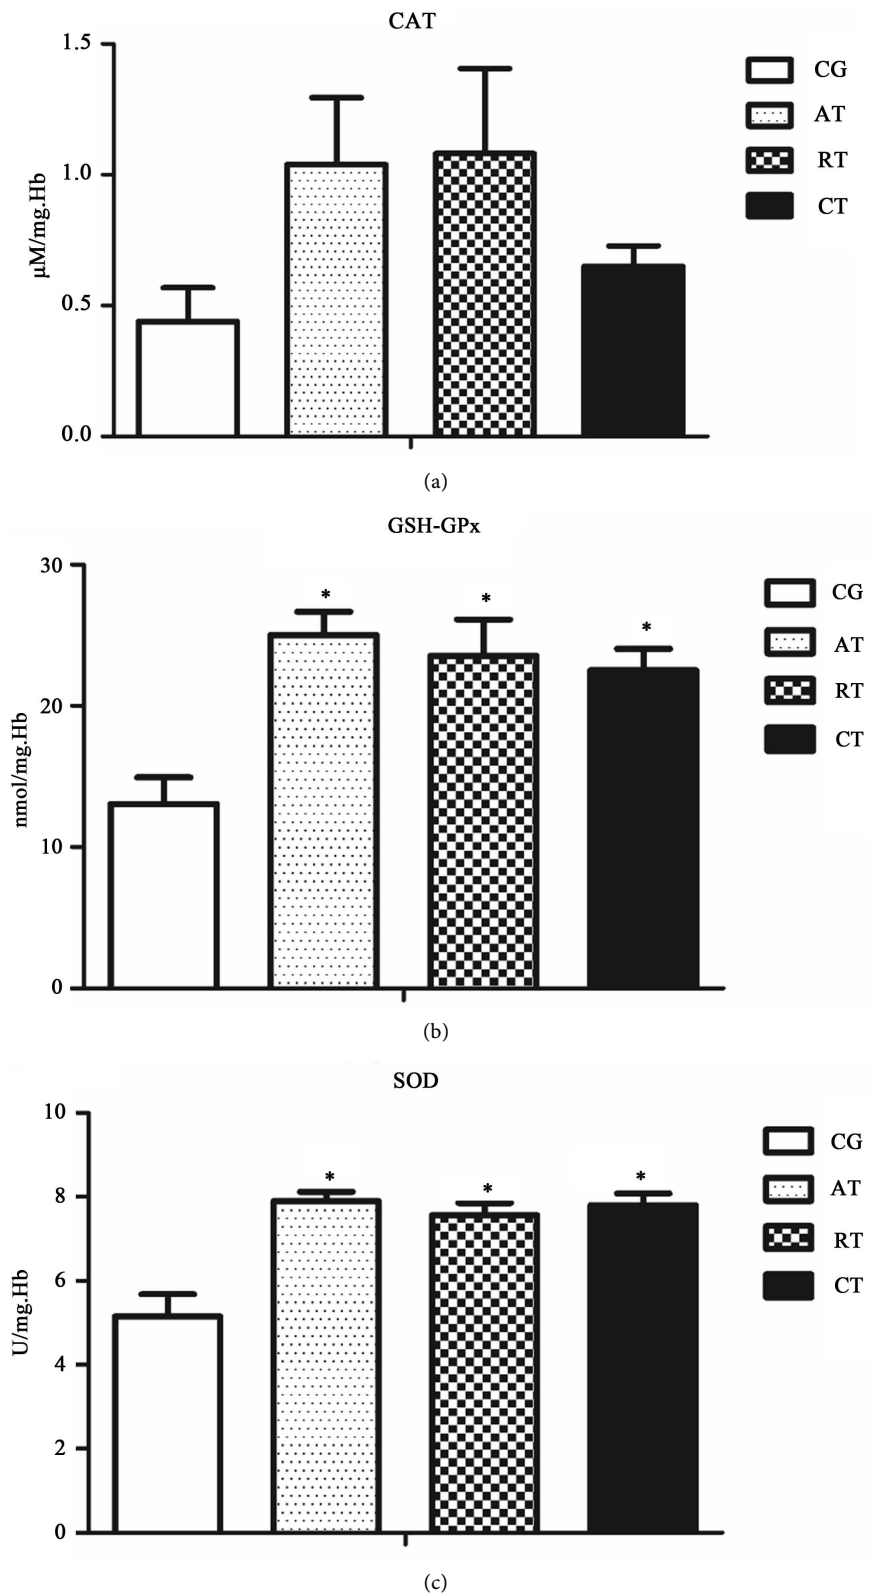 CAT
1.5
1.0
0.5
0.0
µM/mg.Hb
CG
AT
RT
CT
(a)
GSH-GPx
30
20
10
0
nmol/mg.Hb
*
*
*
CG
AT
RT
CT
(b)
SOD
10
8
6
4
2
0
U/mg.Hb
*
*
*
CG
AT
RT
CT
(c)